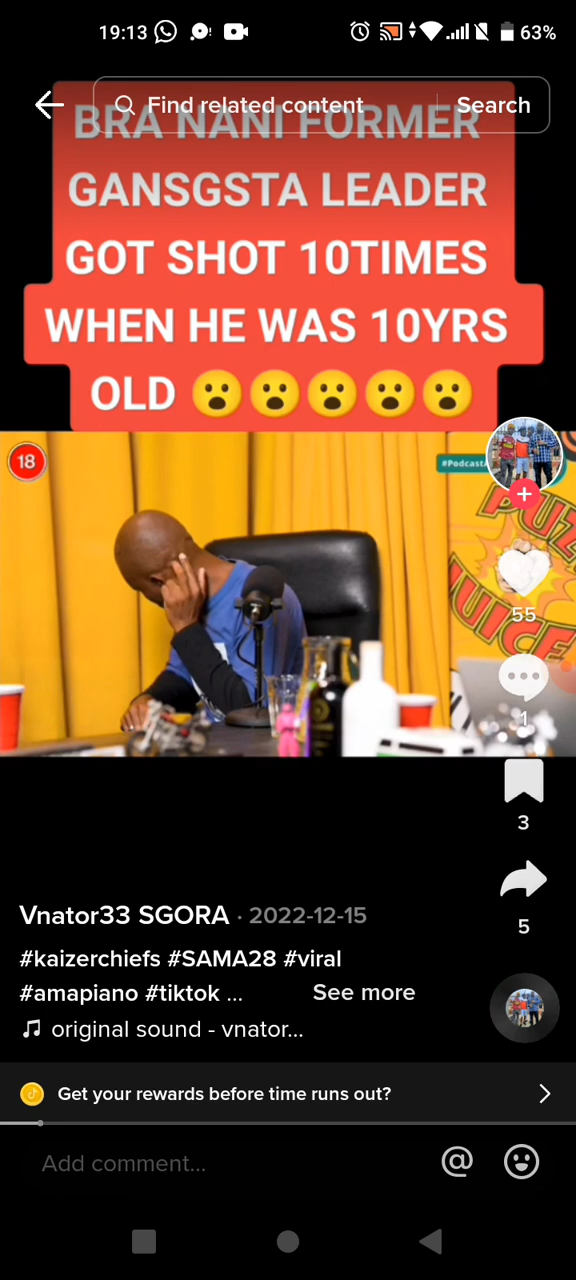 19:13
63%
Find related content
Search
BRA NANI FORMER
GANSGSTA LEADER
GOT SHOT 10TIMES
WHEN HE WAS 10YRS
OLD 😮😮😮😮😮
18
#Podcast
PUZ
JUICE
55
1
3
5
Vnator33 SGORA · 2022-12-15
#kaizerchiefs #SAMA28 #viral
#amapiano #tiktok ... See more
original sound - vnator...
Get your rewards before time runs out?
Add comment...
@